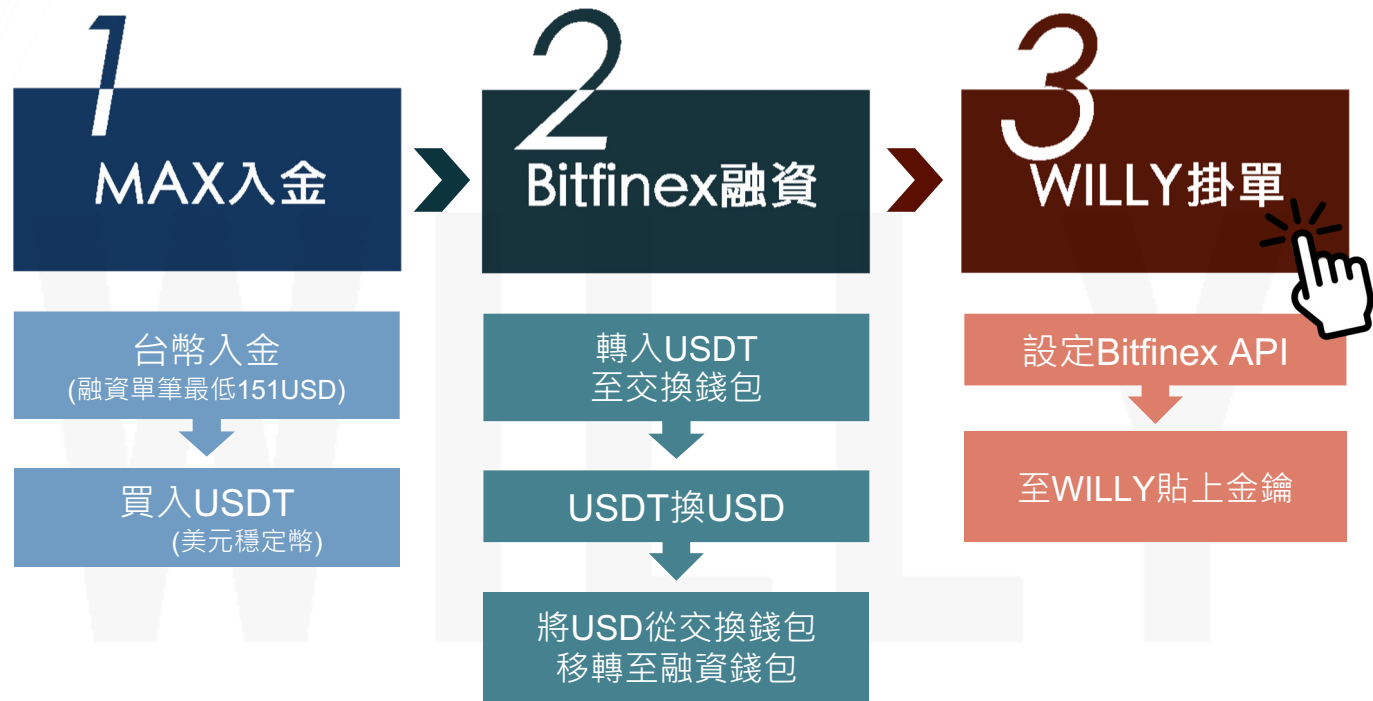 1
MAX入金
台幣入金
(融資單筆最低151USD)
買入USDT
(美元穩定幣)
2
Bitfinex融資
轉入USDT
至交換錢包
USDT換USD
將USD從交換錢包
移轉至融資錢包
3
WILLY掛單
設定Bitfinex API
至WILLY貼上金鑰
WILLY